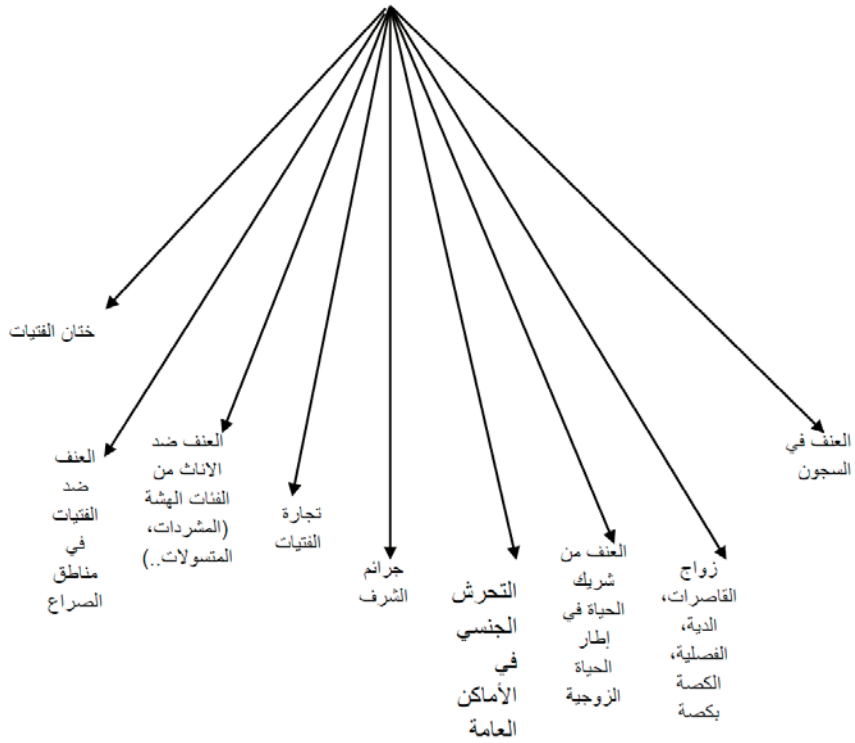 العنف في
السجون
زواج
القاصرات،
الدية،
الفصلية،
الكصة
بكصة
العنف من
شريك
الحياة في
إطار
الحياة
الزوجية
التحرش
الجنسي
في
الأماكن
العامة
جرائم
الشرف
تجارة
الفتيات
العنف ضد
الاناث من
الفئات الهشة
(المشردات،
المتسولات..)
العنف
ضد
الفتيات
في
مناطق
الصراع
ختان الفتيات